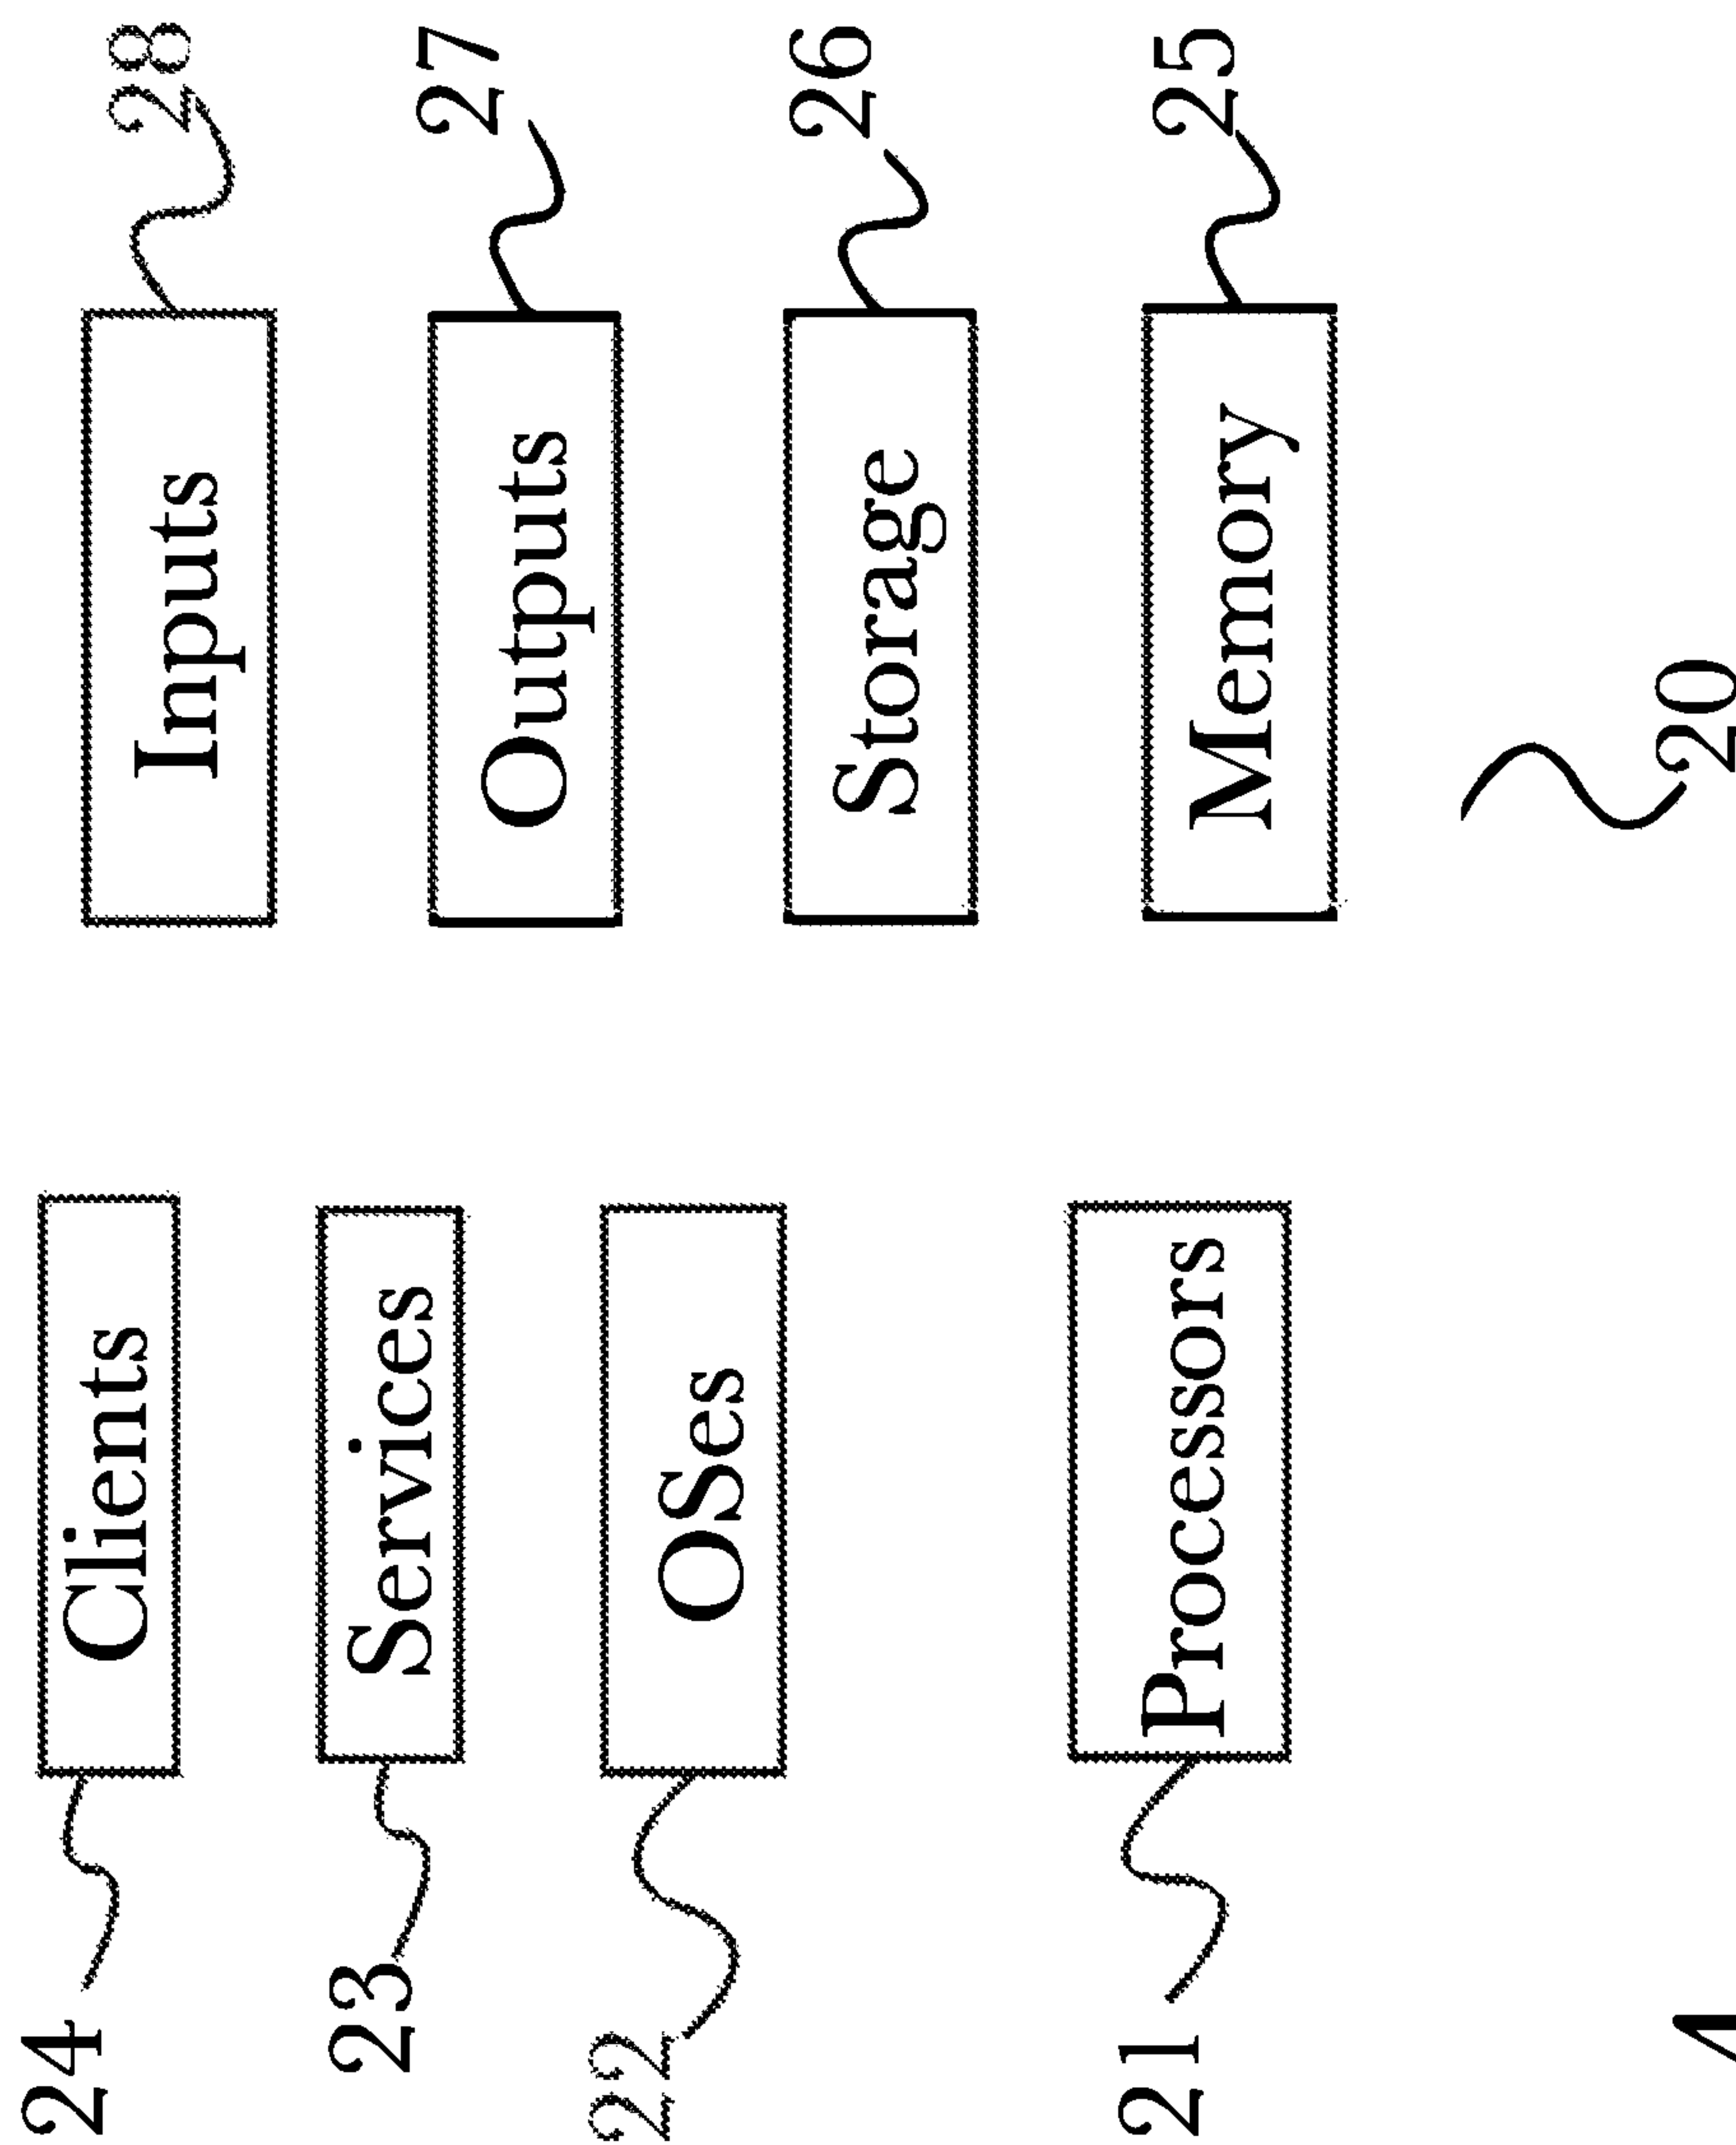 24 Clients
Inputs 28
23 Services
Outputs 27
22 OSes
Storage 26
21 Processors
Memory 25
20